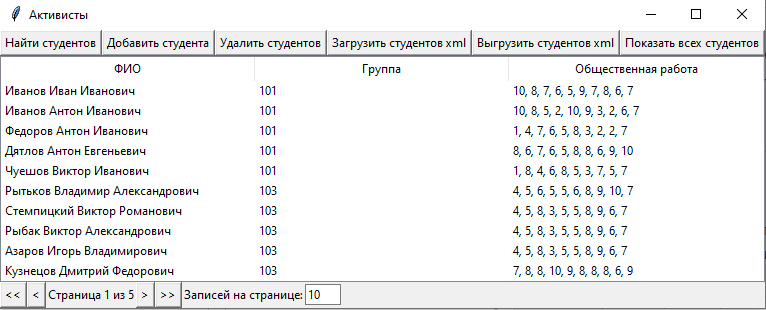 Активисты
Найти студентов Добавить студента Удалить студентов Загрузить студентов xml Выгрузить студентов xml Показать всех студентов
ФИО Группа Общественная работа
Иванов Иван Иванович 101 10, 8, 7, 6, 5, 9, 7, 8, 6, 7
Иванов Антон Иванович 101 10, 8, 5, 2, 10, 9, 3, 2, 6, 7
Федоров Антон Иванович 101 1, 4, 7, 6, 5, 8, 3, 2, 2, 7
Дятлов Антон Евгеньевич 101 8, 6, 7, 6, 5, 8, 8, 6, 9, 10
Чуешов Виктор Иванович 101 1, 8, 4, 6, 8, 5, 3, 7, 5, 7
Рытьков Владимир Александрович 103 4, 5, 6, 5, 5, 6, 8, 9, 10, 7
Стемпицкий Виктор Романович 103 4, 5, 8, 3, 5, 5, 8, 9, 6, 7
Рыбак Виктор Александрович 103 4, 5, 8, 3, 5, 5, 8, 9, 6, 7
Азаров Игорь Владимирович 103 4, 5, 8, 3, 5, 5, 8, 9, 6, 7
Кузнецов Дмитрий Федорович 103 7, 8, 8, 10, 9, 8, 8, 8, 6, 9
<< < Страница 1 из 5 > >> Записей на странице: 10